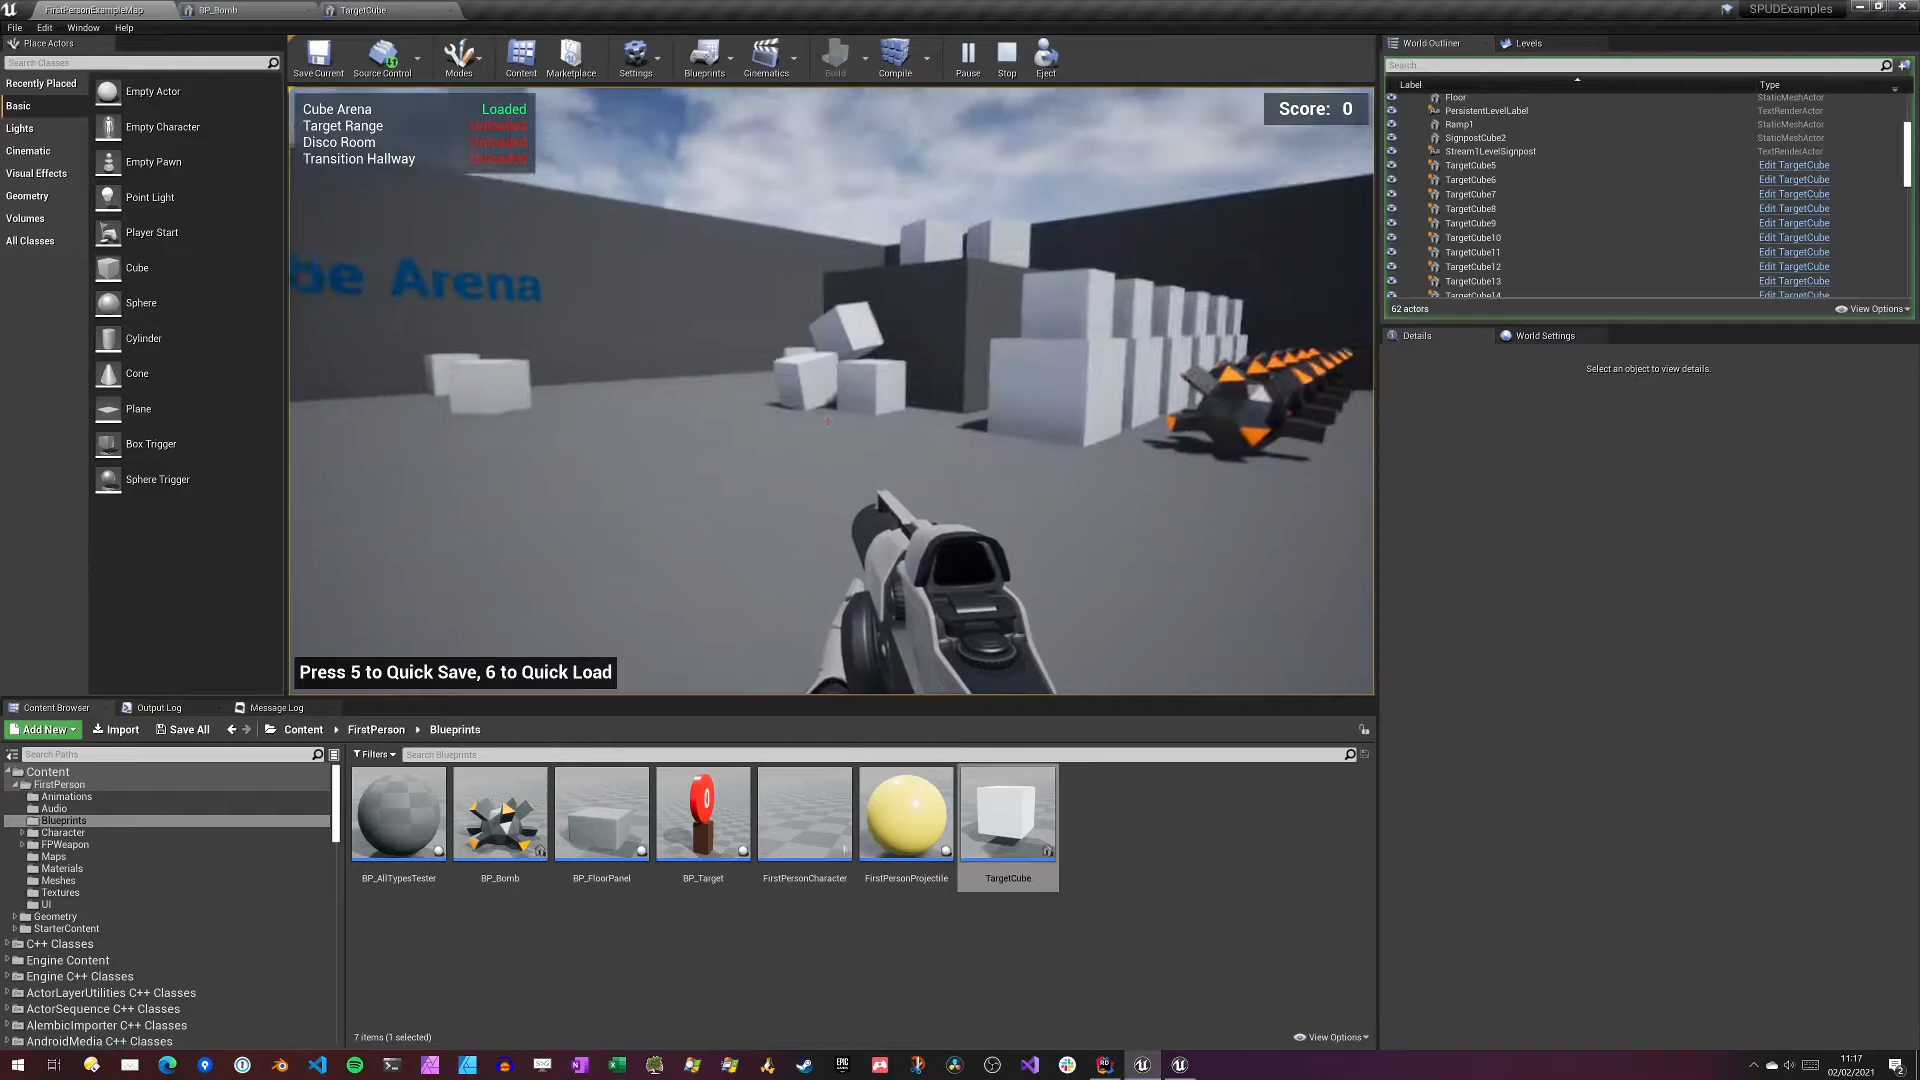 FirstPersonExampleMap
BP_Bomb
TargetCube
SPUDExamples
File Edit Window Help
Place Actors
Search Classes
Recently Placed
Basic
Lights
Cinematic
Visual Effects
Geometry
Volumes
All Classes
Empty Actor
Empty Character
Empty Pawn
Point Light
Player Start
Cube
Sphere
Cylinder
Cone
Plane
Box Trigger
Sphere Trigger
Save Current
Source Control
Modes
Content
Marketplace
Settings
Blueprints
Cinematics
Build
Compile
Pause
Stop
Eject
Cube Arena Loaded
Target Range Unloaded
Disco Room Unloaded
Transition Hallway Unloaded
Score: 0
be Arena
Press 5 to Quick Save, 6 to Quick Load
World Outliner
Levels
Search...
Label Type
Floor StaticMeshActor
PersistentLevelLabel TextRenderActor
Ramp1 StaticMeshActor
SignpostCube2 StaticMeshActor
Stream1LevelSignpost TextRenderActor
TargetCube5 Edit TargetCube
TargetCube6 Edit TargetCube
TargetCube7 Edit TargetCube
TargetCube8 Edit TargetCube
TargetCube9 Edit TargetCube
TargetCube10 Edit TargetCube
TargetCube11 Edit TargetCube
TargetCube12 Edit TargetCube
TargetCube13 Edit TargetCube
TargetCube14 Edit TargetCube
62 actors
View Options
Details
World Settings
Select an object to view details.
Content Browser
Output Log
Message Log
Add New
Import
Save All
Content
FirstPerson
Blueprints
Search Paths
Filters
Search Blueprints
Content
FirstPerson
Animations
Audio
Blueprints
Character
FPWeapon
Maps
Materials
Meshes
Textures
UI
Geometry
StarterContent
C++ Classes
Engine Content
Engine C++ Classes
ActorLayerUtilities C++ Classes
ActorSequence C++ Classes
AlembicImporter C++ Classes
AndroidMedia C++ Classes
BP_AllTypesTester
BP_Bomb
BP_FloorPanel
BP_Target
FirstPersonCharacter
FirstPersonProjectile
TargetCube
0
7 items (1 selected)
View Options
EPIC GAMES
11:17
02/02/2021
2